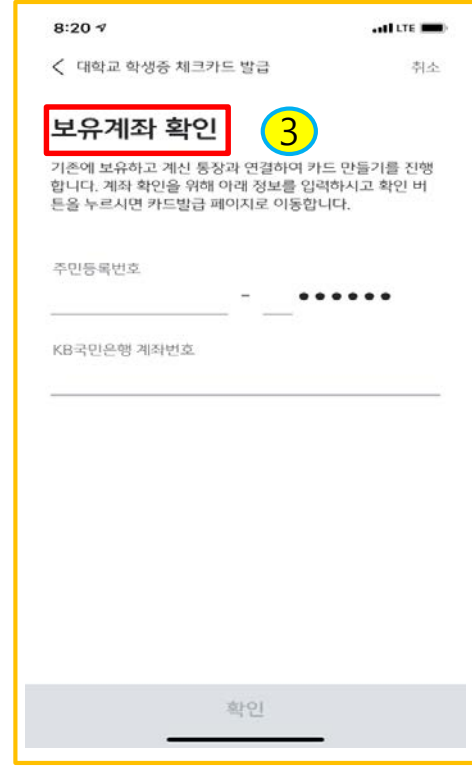 8:20
LTE
대학교 학생증 체크카드 발급 취소
보유계좌 확인
3
기존에 보유하고 계신 통장과 연결하여 카드 만들기를 진행
합니다. 계좌 확인을 위해 아래 정보를 입력하시고 확인 버
튼을 누르시면 카드발급 페이지로 이동합니다.
주민등록번호
- ●●●●●●
KB국민은행 계좌번호
확인